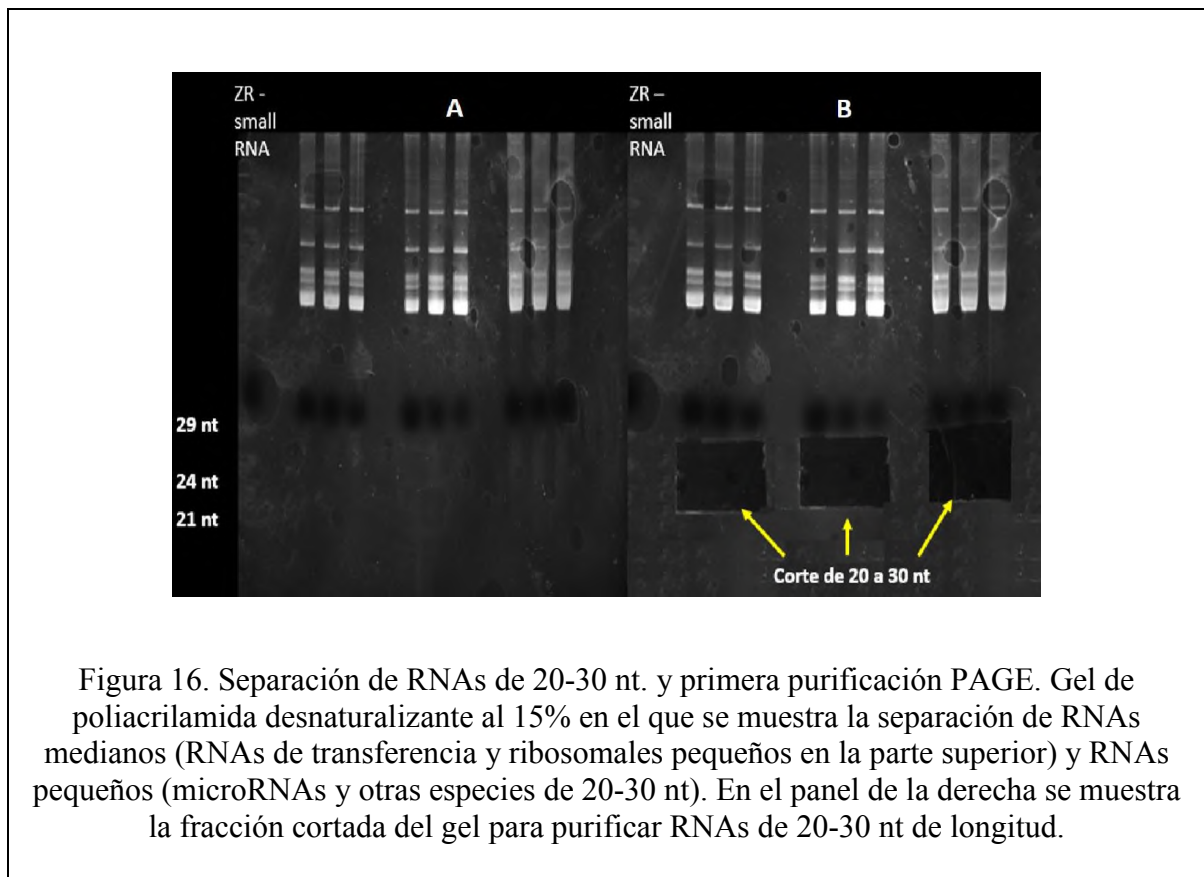 ZR -
small
RNA
A
ZR –
small
RNA
B
29 nt
24 nt
21 nt
Corte de 20 a 30 nt
Figura 16. Separación de RNAs de 20-30 nt. y primera purificación PAGE. Gel de
poliacrilamida desnaturalizante al 15% en el que se muestra la separación de RNAs
medianos (RNAs de transferencia y ribosomales pequeños en la parte superior) y RNAs
pequeños (microRNAs y otras especies de 20-30 nt). En el panel de la derecha se muestra
la fracción cortada del gel para purificar RNAs de 20-30 nt de longitud.